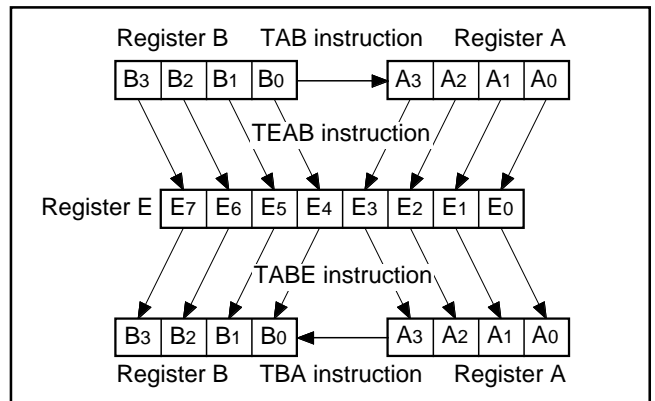 Register B TAB instruction Register A
B3 B2 B1 B0 A3 A2 A1 A0
TEAB instruction
Register E E7 E6 E5 E4 E3 E2 E1 E0
TABE instruction
B3 B2 B1 B0 A3 A2 A1 A0
Register B TBA instruction Register A